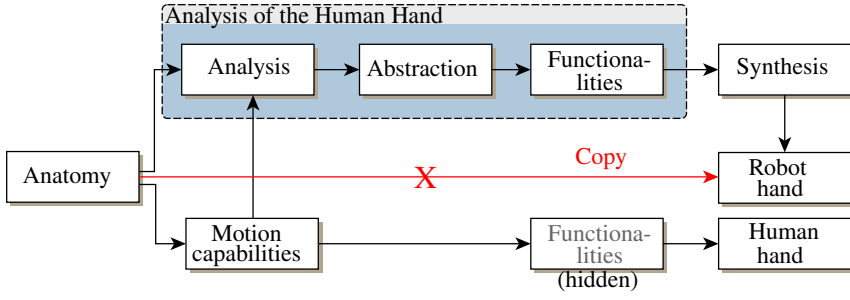 Analysis of the Human Hand
Analysis
Abstraction
Functiona-
lities
Synthesis
Anatomy
X
Copy
Robot
hand
Motion
capabilities
Functiona-
lities
(hidden)
Human
hand